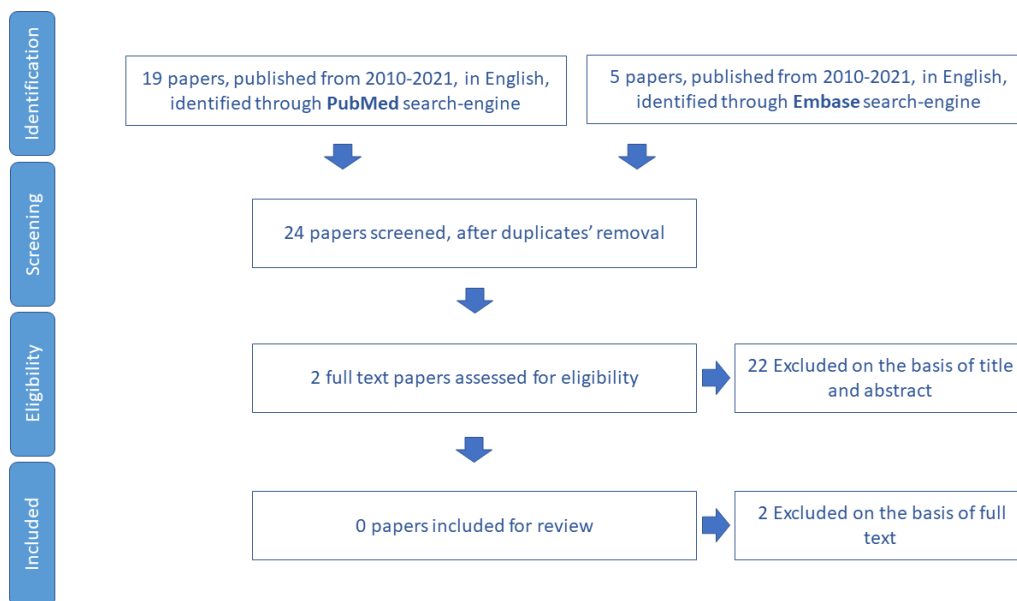 Identification
19 papers, published from 2010-2021, in English,
identified through PubMed search-engine
5 papers, published from 2010-2021, in English,
identified through Embase search-engine
Screening
24 papers screened, after duplicates' removal
Eligibility
2 full text papers assessed for eligibility
22 Excluded on the basis of title
and abstract
Included
0 papers included for review
2 Excluded on the basis of full
text